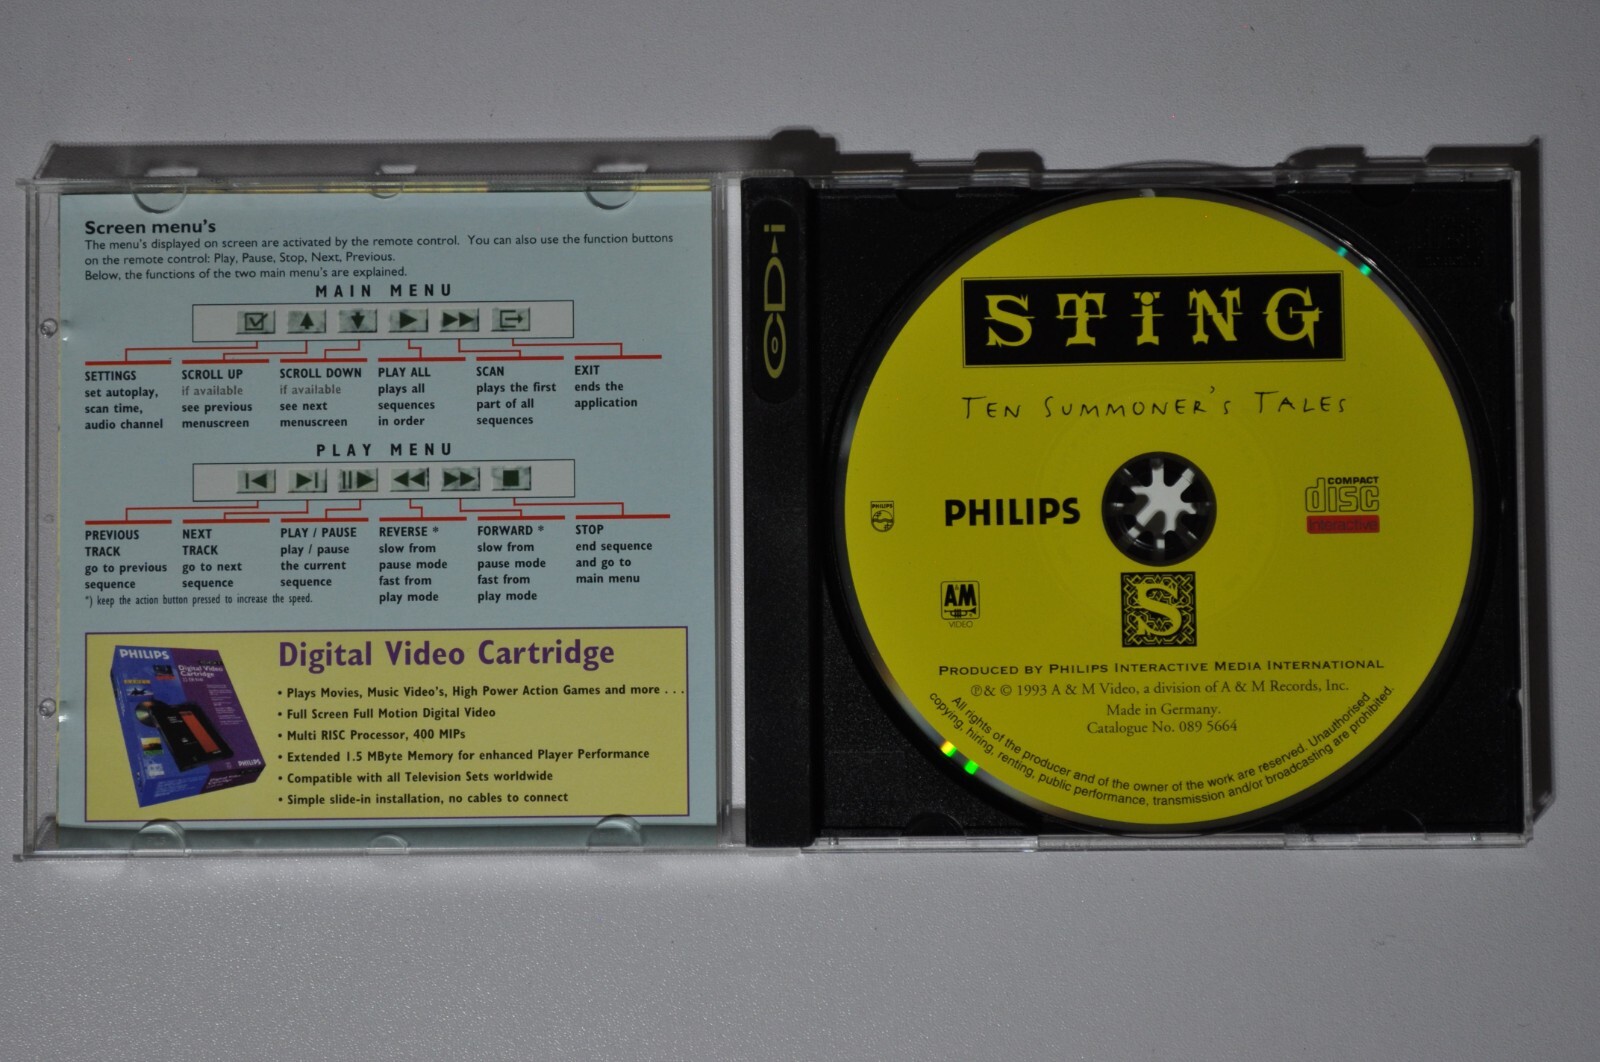 Screen menu's
The menu's displayed on screen are activated by the remote control. You can also use the function buttons
on the remote control: Play, Pause, Stop, Next, Previous.
Below, the functions of the two main menu's are explained.
MAIN MENU
SETTINGS
set autoplay,
scan time,
audio channel
SCROLL UP
if available
see previous
menuscreen
SCROLL DOWN
if available
see next
menuscreen
PLAY ALL
plays all
sequences
in order
SCAN
plays the first
part of all
sequences
EXIT
ends the
application
PLAY MENU
PREVIOUS
TRACK
go to previous
sequence
NEXT
TRACK
go to next
sequence
PLAY / PAUSE
play / pause
the current
sequence
REVERSE *
slow from
pause mode
fast from
play mode
FORWARD *
slow from
pause mode
fast from
play mode
STOP
end sequence
and go to
main menu
*) keep the action button pressed to increase the speed.
PHILIPS
Digital Video
Cartridge
PHILIPS
Digital Video Cartridge
• Plays Movies, Music Video's, High Power Action Games and more . . .
• Full Screen Full Motion Digital Video
• Multi RISC Processor, 400 MIPs
• Extended 1.5 MByte Memory for enhanced Player Performance
• Compatible with all Television Sets worldwide
• Simple slide-in installation, no cables to connect
CD-i
STiNG
TEN SUMMONER'S TALES
PHILIPS
PHILIPS
COMPACT
disc
Interactive
A&M
VIDEO
S
PRODUCED BY PHILIPS INTERACTIVE MEDIA INTERNATIONAL
℗& © 1993 A & M Video, a division of A & M Records, Inc.
Made in Germany.
Catalogue No. 089 5664
All rights of the producer and of the owner of the work are reserved. Unauthorised
copying, hiring, renting, public performance, transmission and/or broadcasting are prohibited.